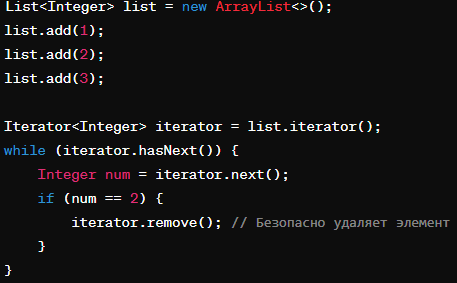 List<Integer> list = new ArrayList<>();
list.add(1);
list.add(2);
list.add(3);

Iterator<Integer> iterator = list.iterator();
while (iterator.hasNext()) {
    Integer num = iterator.next();
    if (num == 2) {
        iterator.remove(); // Безопасно удаляет элемент
    }
}